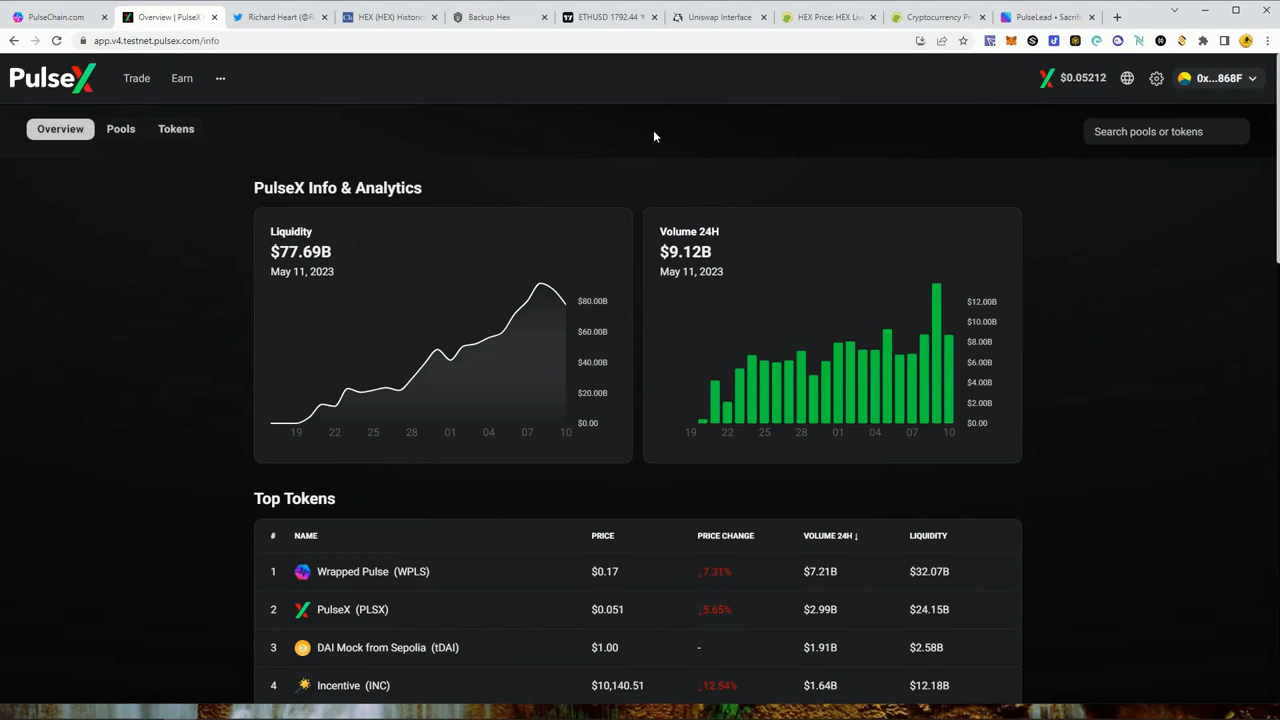 PulseChain.com
Overview | PulseX
Richard Heart (@R
HEX (HEX) Historic
Backup Hex
ETHUSD 1792.44
Uniswap Interface
HEX Price: HEX Liv
Cryptocurrency Pr
PulseLead • Sacrifi
app.v4.testnet.pulsex.com/info
PulseX
Trade
Earn
$0.05212
0x...868F
Overview
Pools
Tokens
Search pools or tokens
PulseX Info & Analytics
Liquidity
$77.69B
May 11, 2023
$80.00B
$60.00B
$40.00B
$20.00B
$0.00
19 22 25 28 01 04 07 10
Volume 24H
$9.12B
May 11, 2023
$12.00B
$10.00B
$8.00B
$6.00B
$4.00B
$2.00B
$0.00
19 22 25 28 01 04 07 10
Top Tokens
# NAME PRICE PRICE CHANGE VOLUME 24H ↓ LIQUIDITY
1 Wrapped Pulse (WPLS) $0.17 ↓7.31% $7.21B $32.07B
2 PulseX (PLSX) $0.051 ↓5.65% $2.99B $24.15B
3 DAI Mock from Sepolia (tDAI) $1.00 - $1.91B $2.58B
4 Incentive (INC) $10,140.51 ↓12.54% $1.64B $12.18B